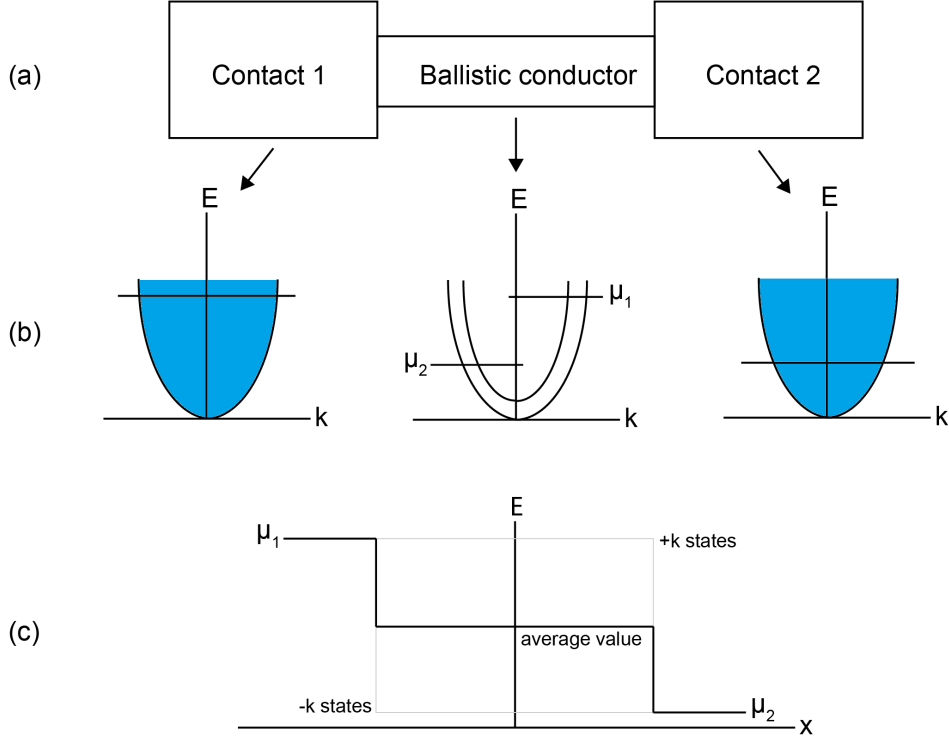 (a)
Contact 1
Ballistic conductor
Contact 2
(b)
E
k
E
μ1
μ2
k
E
k
(c)
E
μ1
+k states
average value
-k states
μ2
x